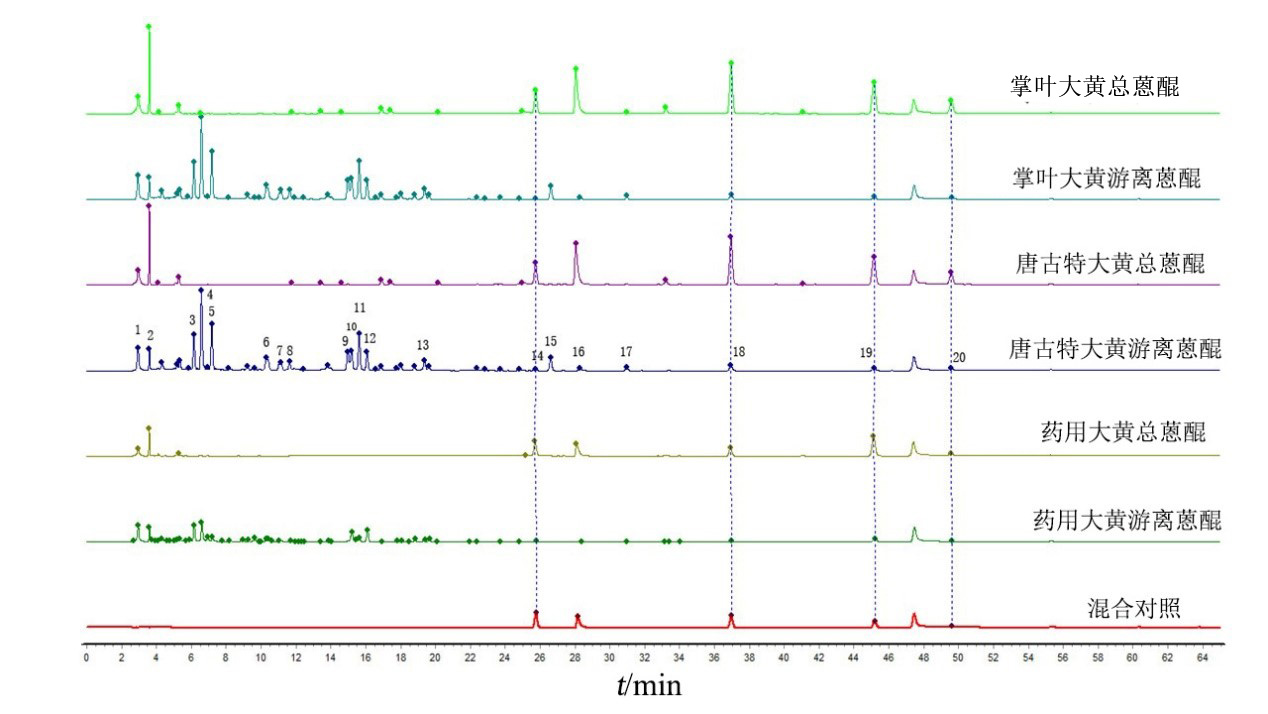 掌叶大黄总蒽醌
掌叶大黄游离蒽醌
唐古特大黄总蒽醌
1 2 3 4 5 6 7 8 9 10 11 12 13 14 15 16 17 18 19 20
唐古特大黄游离蒽醌
药用大黄总蒽醌
药用大黄游离蒽醌
混合对照
0 2 4 6 8 10 12 14 16 18 20 22 24 26 28 30 32 34 36 38 40 42 44 46 48 50 52 54 56 58 60 62 64
t/min